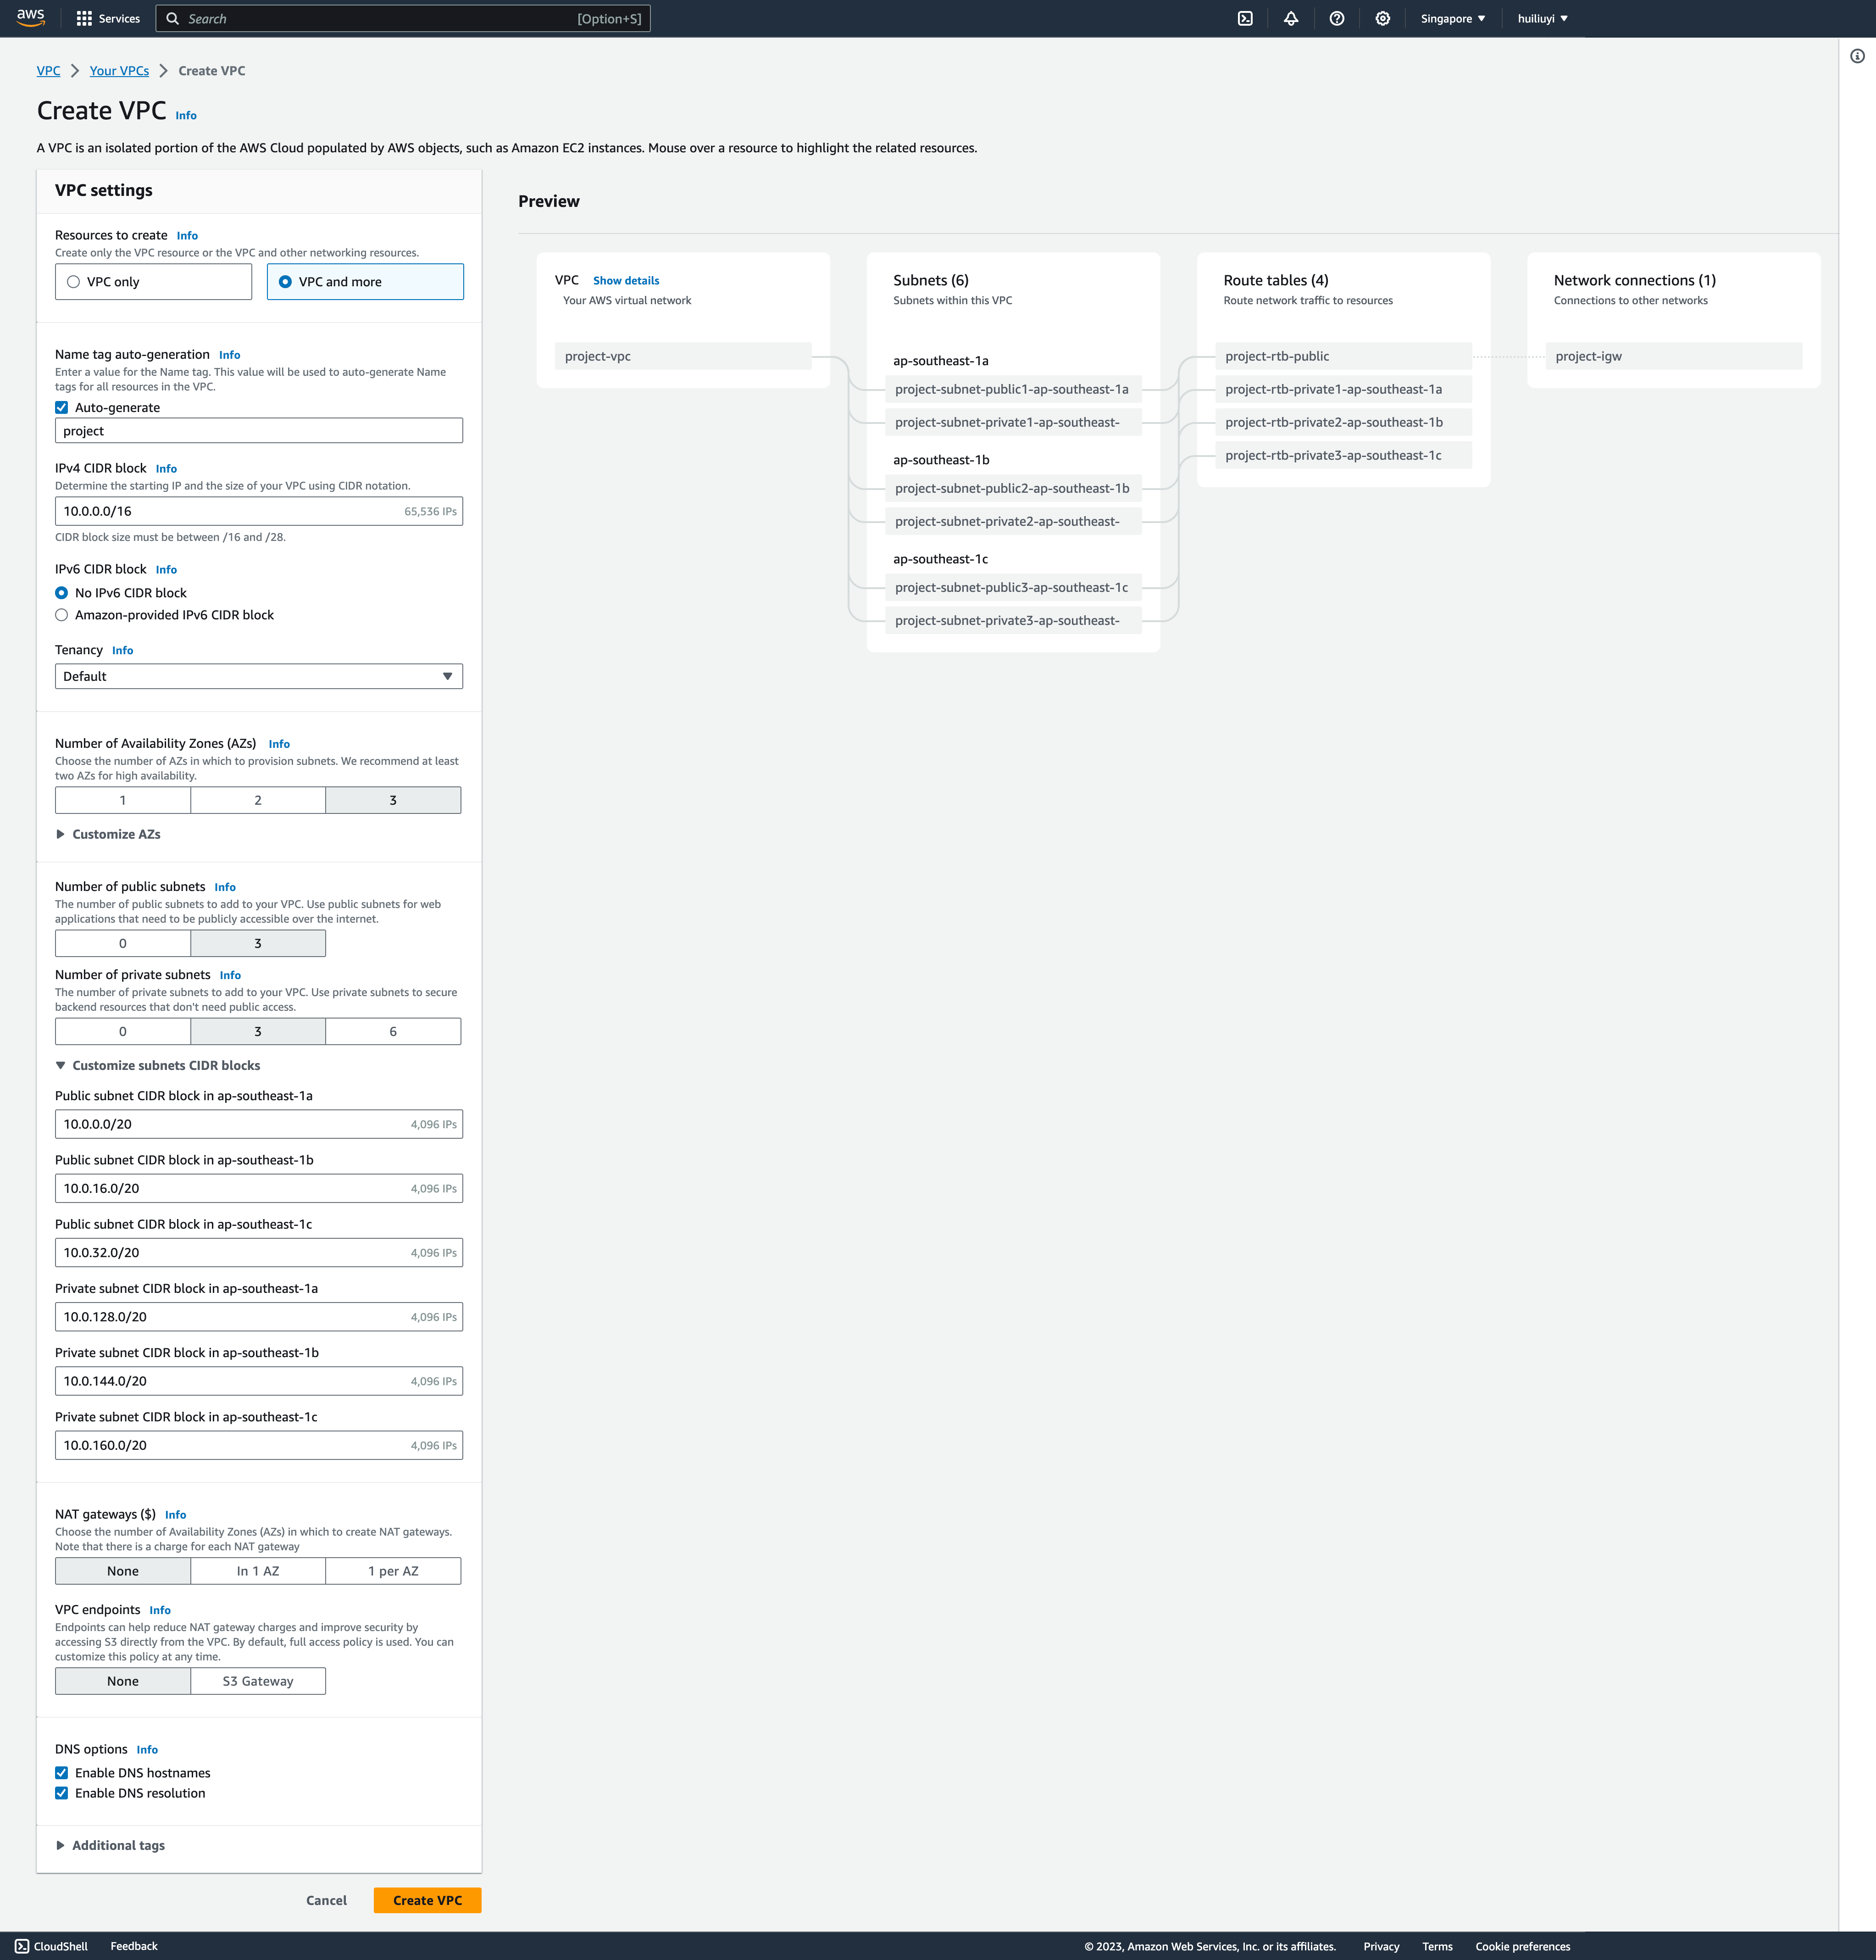 aws
Services
Search
[Option+S]
Singapore
huiliuyi
VPC
Your VPCs
Create VPC
Create VPC
Info
A VPC is an isolated portion of the AWS Cloud populated by AWS objects, such as Amazon EC2 instances. Mouse over a resource to highlight the related resources.
VPC settings
Resources to create Info
Create only the VPC resource or the VPC and other networking resources.
VPC only
VPC and more
Name tag auto-generation Info
Enter a value for the Name tag. This value will be used to auto-generate Name
tags for all resources in the VPC.
Auto-generate
project
IPv4 CIDR block Info
Determine the starting IP and the size of your VPC using CIDR notation.
10.0.0.0/16
65,536 IPs
CIDR block size must be between /16 and /28.
IPv6 CIDR block Info
No IPv6 CIDR block
Amazon-provided IPv6 CIDR block
Tenancy Info
Default
Number of Availability Zones (AZs) Info
Choose the number of AZs in which to provision subnets. We recommend at least
two AZs for high availability.
1
2
3
Customize AZs
Number of public subnets Info
The number of public subnets to add to your VPC. Use public subnets for web
applications that need to be publicly accessible over the internet.
0
3
Number of private subnets Info
The number of private subnets to add to your VPC. Use private subnets to secure
backend resources that don't need public access.
0
3
6
Customize subnets CIDR blocks
Public subnet CIDR block in ap-southeast-1a
10.0.0.0/20
4,096 IPs
Public subnet CIDR block in ap-southeast-1b
10.0.16.0/20
4,096 IPs
Public subnet CIDR block in ap-southeast-1c
10.0.32.0/20
4,096 IPs
Private subnet CIDR block in ap-southeast-1a
10.0.128.0/20
4,096 IPs
Private subnet CIDR block in ap-southeast-1b
10.0.144.0/20
4,096 IPs
Private subnet CIDR block in ap-southeast-1c
10.0.160.0/20
4,096 IPs
NAT gateways ($) Info
Choose the number of Availability Zones (AZs) in which to create NAT gateways.
Note that there is a charge for each NAT gateway
None
In 1 AZ
1 per AZ
VPC endpoints Info
Endpoints can help reduce NAT gateway charges and improve security by
accessing S3 directly from the VPC. By default, full access policy is used. You can
customize this policy at any time.
None
S3 Gateway
DNS options Info
Enable DNS hostnames
Enable DNS resolution
Additional tags
Cancel
Create VPC
Preview
VPC Show details
Your AWS virtual network
project-vpc
Subnets (6)
Subnets within this VPC
ap-southeast-1a
project-subnet-public1-ap-southeast-1a
project-subnet-private1-ap-southeast-
ap-southeast-1b
project-subnet-public2-ap-southeast-1b
project-subnet-private2-ap-southeast-
ap-southeast-1c
project-subnet-public3-ap-southeast-1c
project-subnet-private3-ap-southeast-
Route tables (4)
Route network traffic to resources
project-rtb-public
project-rtb-private1-ap-southeast-1a
project-rtb-private2-ap-southeast-1b
project-rtb-private3-ap-southeast-1c
Network connections (1)
Connections to other networks
project-igw
CloudShell
Feedback
© 2023, Amazon Web Services, Inc. or its affiliates.
Privacy
Terms
Cookie preferences